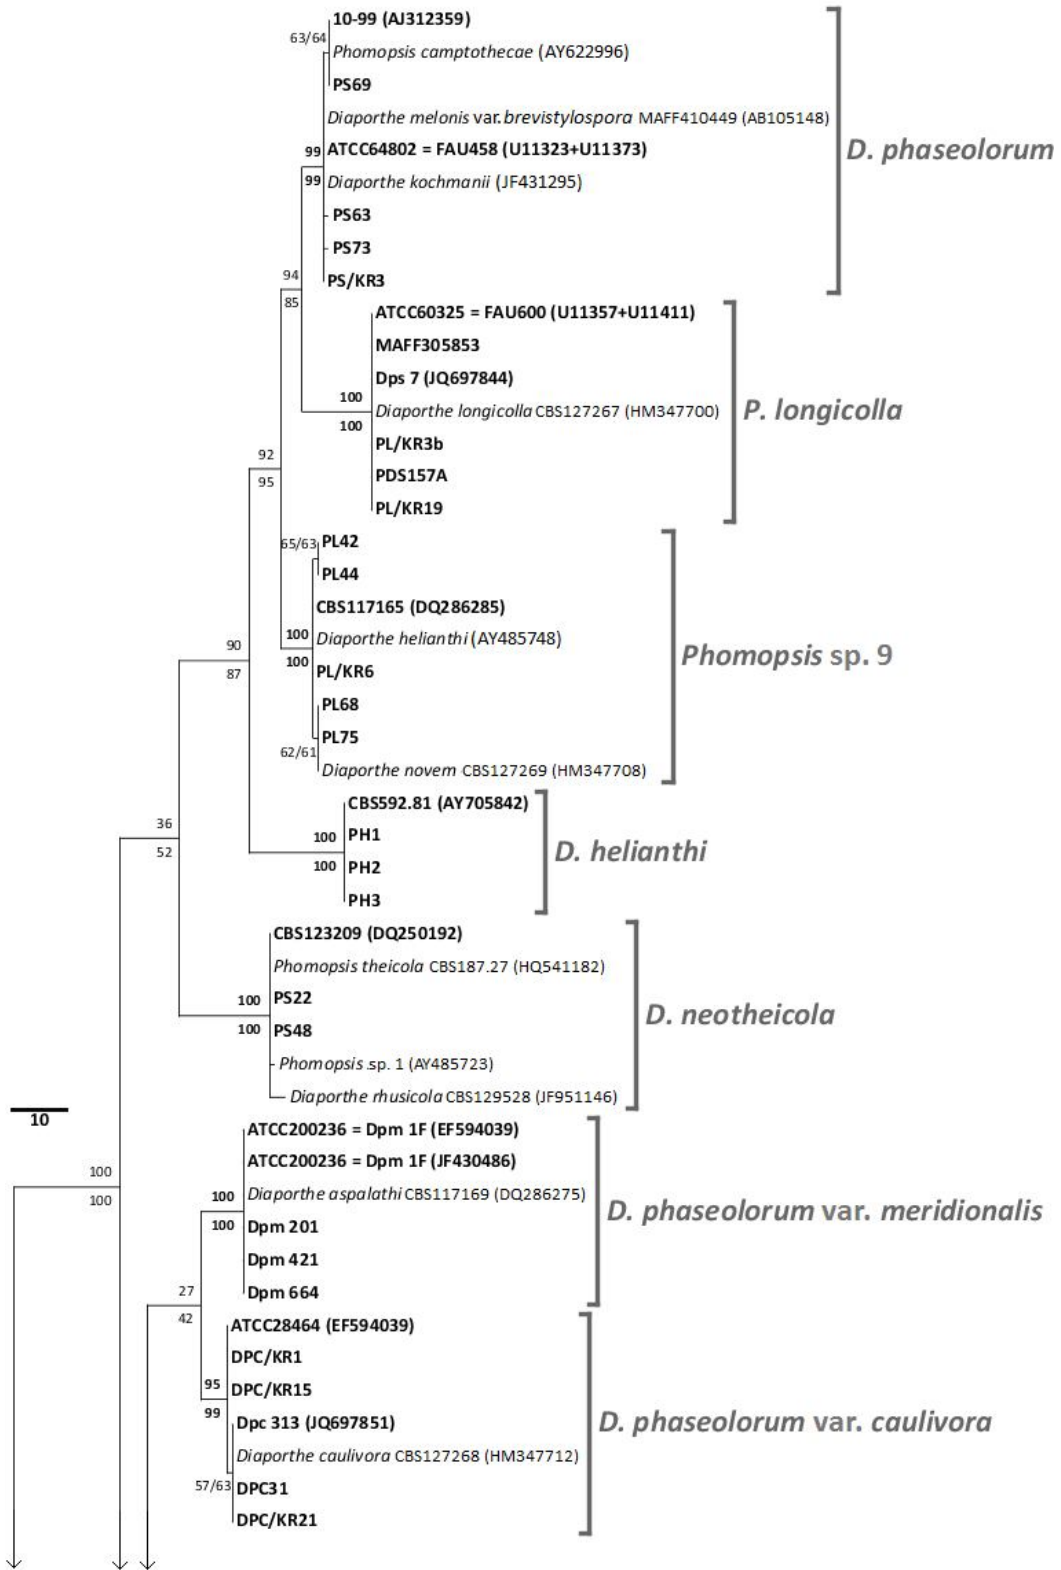 10-99 (AJ312359)
63/64
Phomopsis camptothecae (AY622996)
PS69
Diaporthe melonis var. brevistylospora MAFF410449 (AB105148)
D. phaseolorum
99
ATCC64802 = FAU458 (U11323+U11373)
99
Diaporthe kochmanii (JF431295)
PS63
PS73
94
PS/KR3
85
ATCC60325 = FAU600 (U11357+U11411)
MAFF305853
Dps 7 (JQ697844)
100
Diaporthe longicolla CBS127267 (HM347700)
P. longicolla
100
PL/KR3b
92
PDS157A
95
PL/KR19
65/63
PL42
PL44
CBS117165 (DQ286285)
100
Diaporthe helianthi (AY485748)
90
Phomopsis sp. 9
100
PL/KR6
87
PL68
PL75
62/61
Diaporthe novem CBS127269 (HM347708)
CBS592.81 (AY705842)
36
100
PH1
52
D. helianthi
100
PH2
PH3
CBS123209 (DQ250192)
Phomopsis theicola CBS187.27 (HQ541182)
100
PS22
D. neotheicola
100
PS48
Phomopsis sp. 1 (AY485723)
Diaporthe rhusicola CBS129528 (JF951146)
10
ATCC200236 = Dpm 1F (EF594039)
ATCC200236 = Dpm 1F (JF430486)
100
100
100
Diaporthe aspalathi CBS117169 (DQ286275)
D. phaseolorum var. meridionalis
100
Dpm 201
Dpm 421
27
Dpm 664
42
ATCC28464 (EF594039)
DPC/KR1
95
DPC/KR15
99
Dpc 313 (JQ697851)
D. phaseolorum var. caulivora
Diaporthe caulivora CBS127268 (HM347712)
57/63
DPC31
DPC/KR21